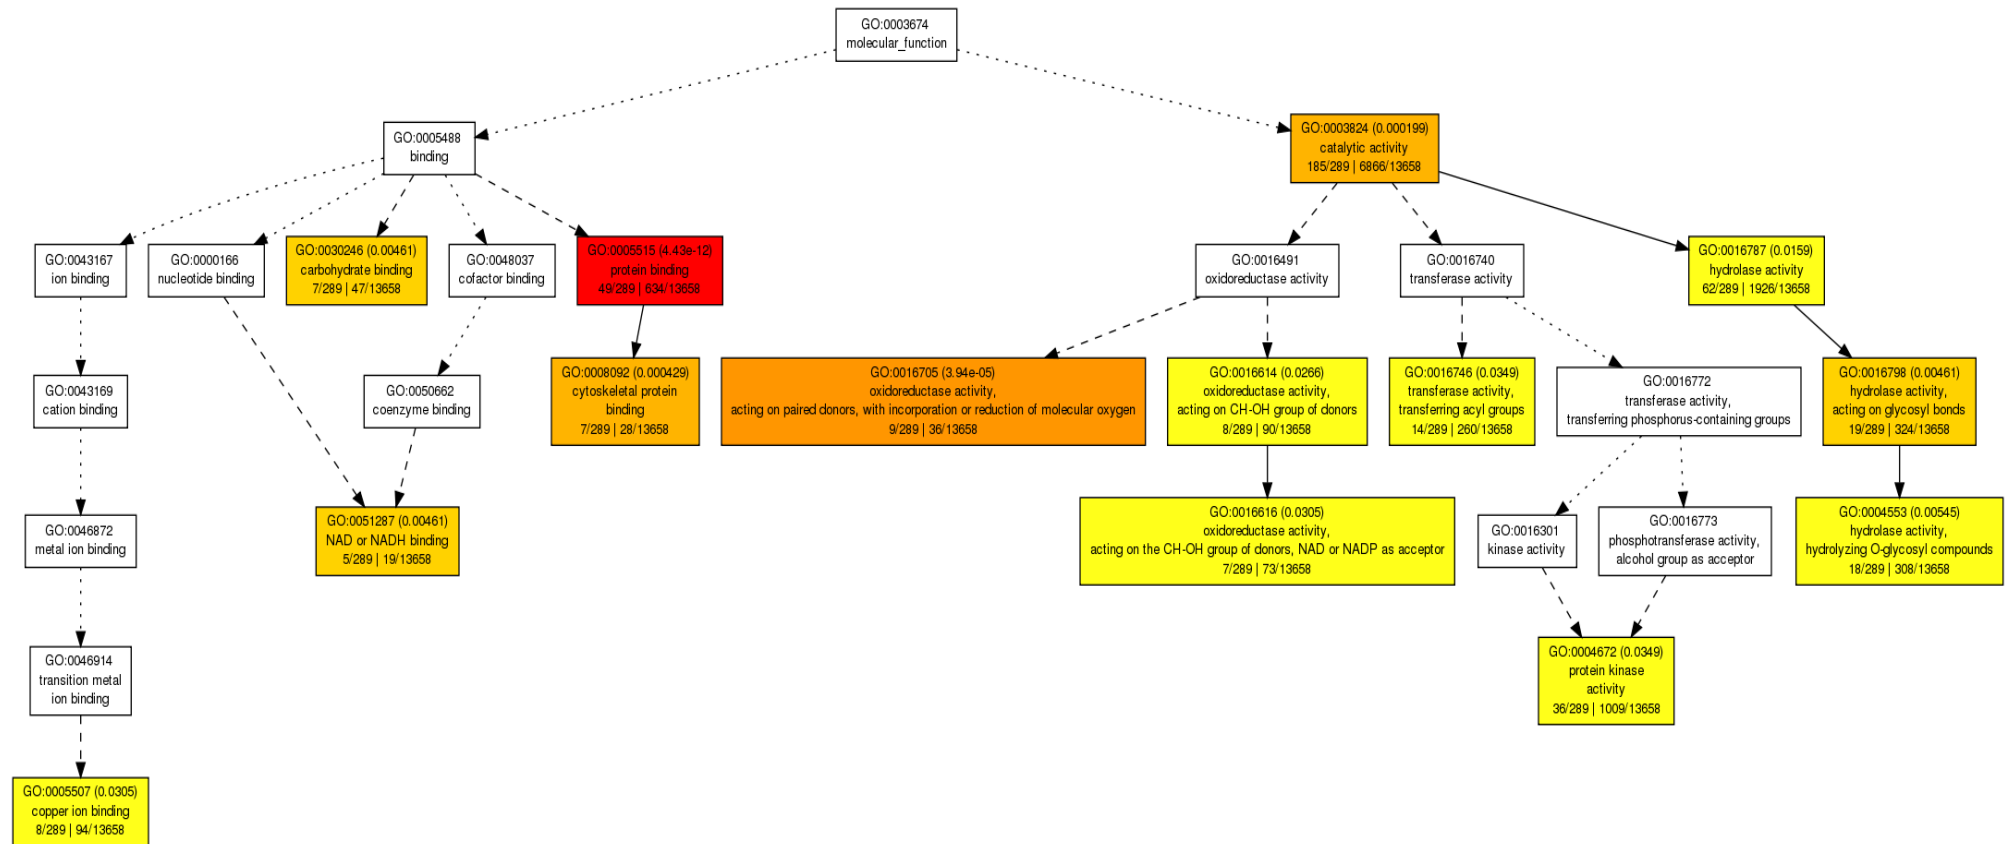 GO:0003674
molecular_function
GO:0005488
binding
GO:0003824 (0.000199)
catalytic activity
185/289 | 6866/13658
GO:0043167
ion binding
GO:0000166
nucleotide binding
GO:0030246 (0.00461)
carbohydrate binding
7/289 | 47/13658
GO:0048037
cofactor binding
GO:0005515 (4.43e-12)
protein binding
49/289 | 634/13658
GO:0016491
oxidoreductase activity
GO:0016740
transferase activity
GO:0016787 (0.0159)
hydrolase activity
62/289 | 1926/13658
GO:0043169
cation binding
GO:0050662
coenzyme binding
GO:0008092 (0.000429)
cytoskeletal protein
binding
7/289 | 28/13658
GO:0016705 (3.94e-05)
oxidoreductase activity,
acting on paired donors, with incorporation or reduction of molecular oxygen
9/289 | 36/13658
GO:0016614 (0.0266)
oxidoreductase activity,
acting on CH-OH group of donors
8/289 | 90/13658
GO:0016746 (0.0349)
transferase activity,
transferring acyl groups
14/289 | 260/13658
GO:0016772
transferase activity,
transferring phosphorus-containing groups
GO:0016798 (0.00461)
hydrolase activity,
acting on glycosyl bonds
19/289 | 324/13658
GO:0046872
metal ion binding
GO:0051287 (0.00461)
NAD or NADH binding
5/289 | 19/13658
GO:0016616 (0.0305)
oxidoreductase activity,
acting on the CH-OH group of donors, NAD or NADP as acceptor
7/289 | 73/13658
GO:0016301
kinase activity
GO:0016773
phosphotransferase activity,
alcohol group as acceptor
GO:0004553 (0.00545)
hydrolase activity,
hydrolyzing O-glycosyl compounds
18/289 | 308/13658
GO:0046914
transition metal
ion binding
GO:0004672 (0.0349)
protein kinase
activity
36/289 | 1009/13658
GO:0005507 (0.0305)
copper ion binding
8/289 | 94/13658